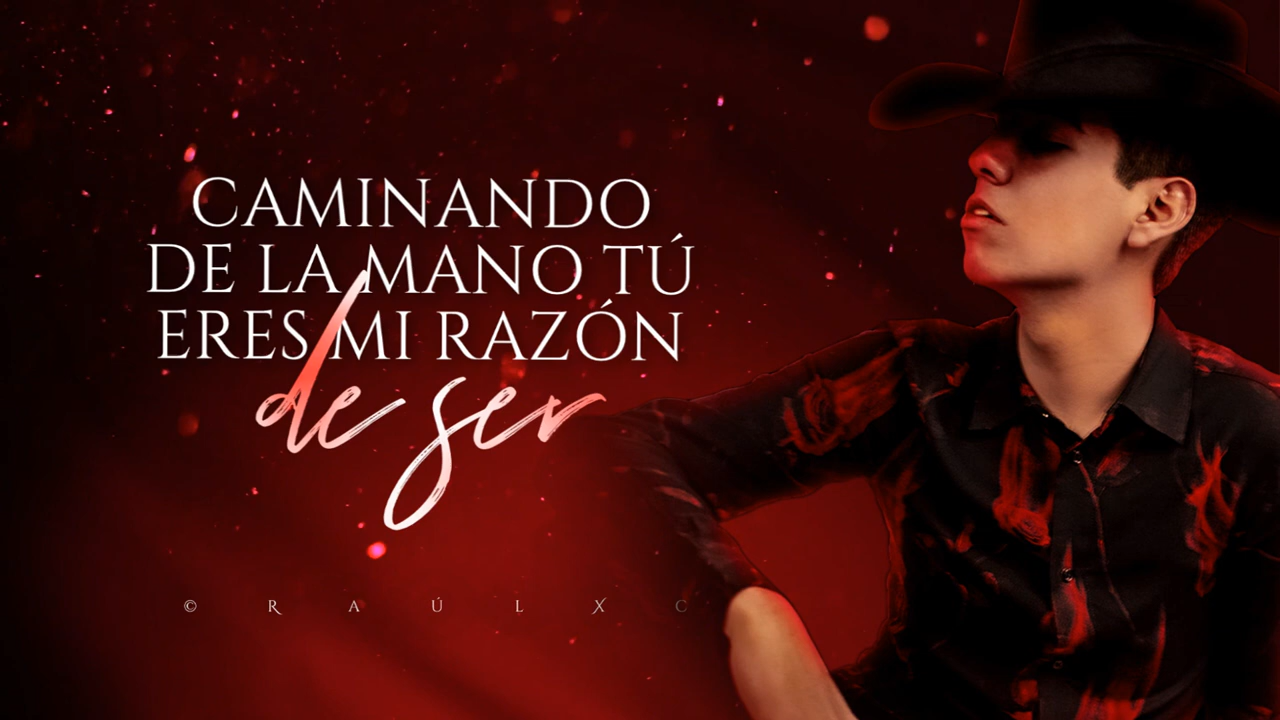 CAMINANDO
DE LA MANO TÚ
ERES MI RAZÓN
de ser
© R A Ú L X C